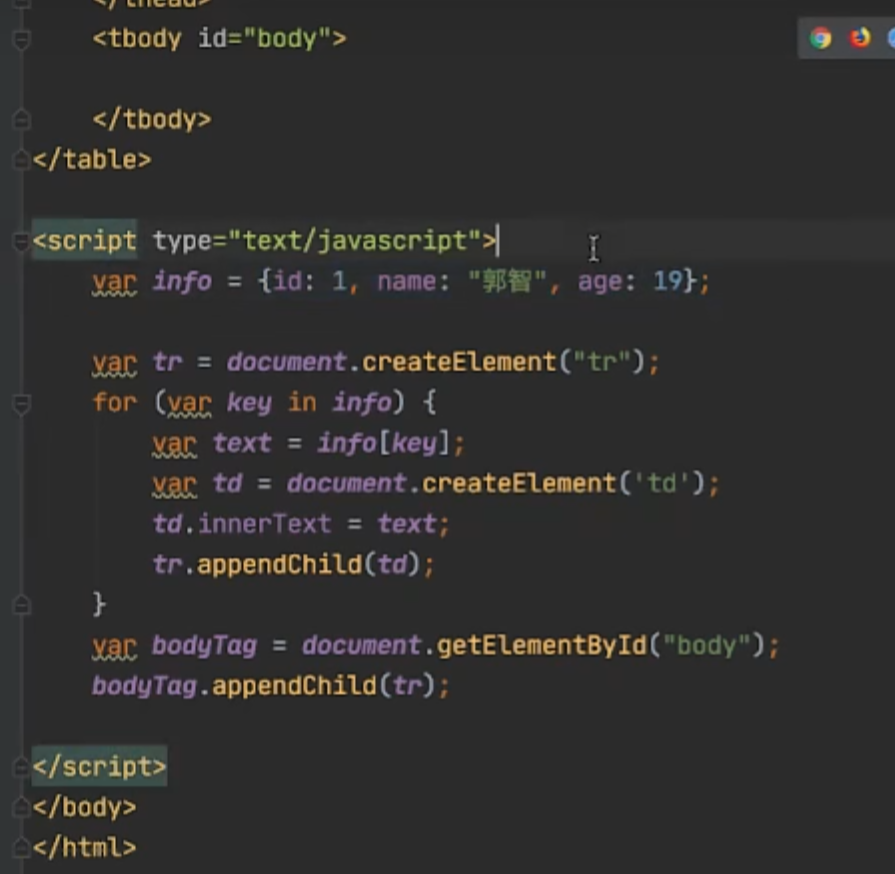 </thead>
<tbody id="body">
</tbody>
</table>
<script type="text/javascript">
var info = {id: 1, name: "郭智", age: 19};
var tr = document.createElement("tr");
for (var key in info) {
var text = info[key];
var td = document.createElement('td');
td.innerText = text;
tr.appendChild(td);
}
var bodyTag = document.getElementById("body");
bodyTag.appendChild(tr);
</script>
</body>
</html>